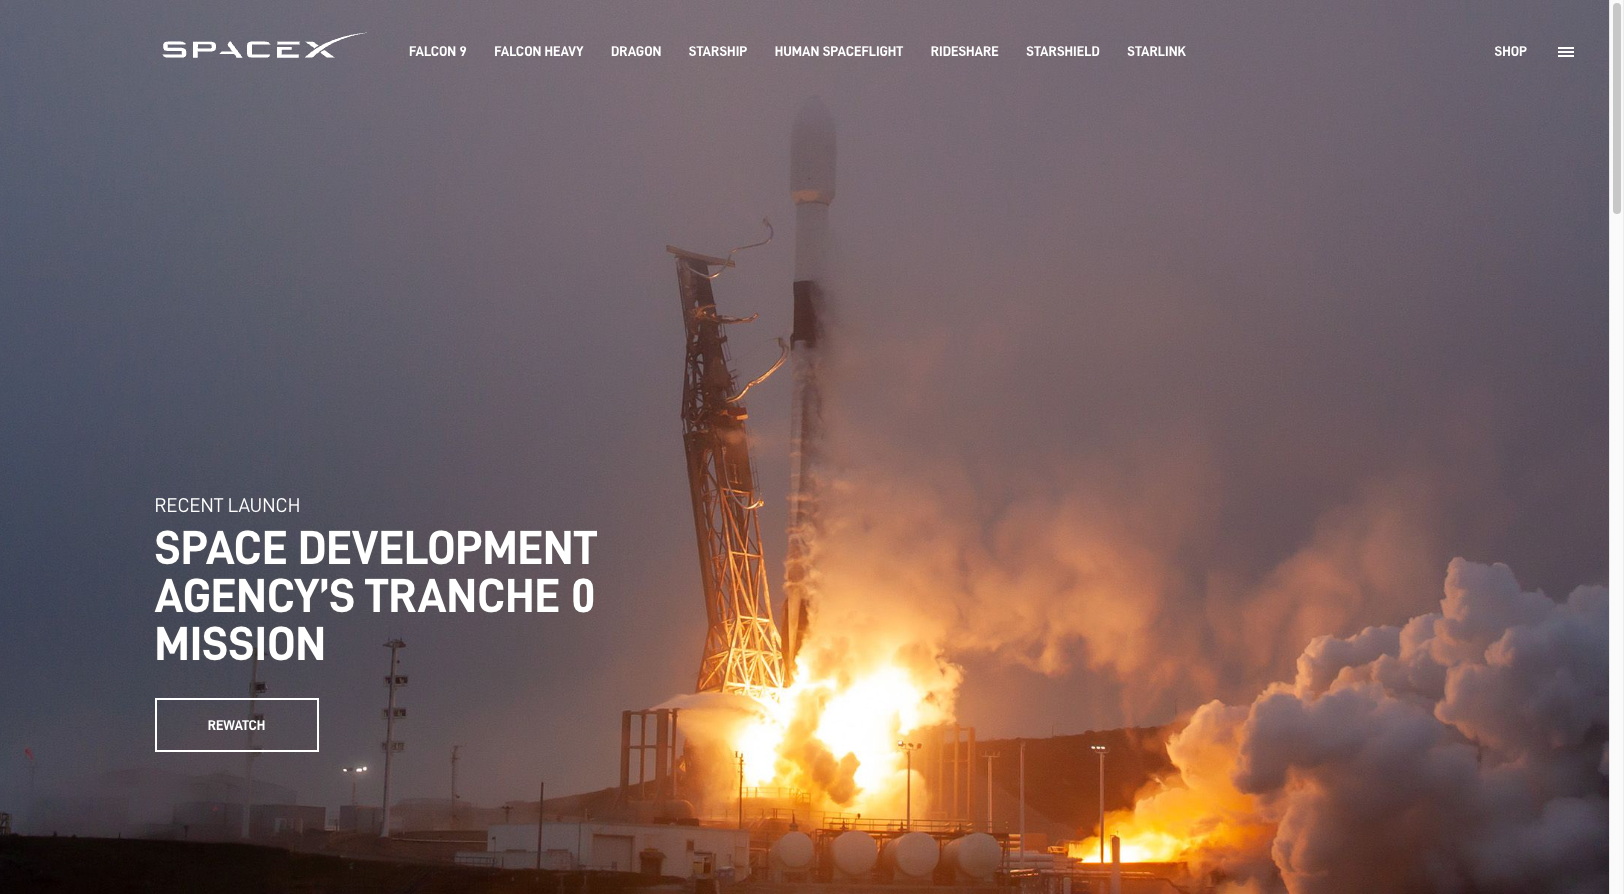 SPACEX
FALCON 9 FALCON HEAVY DRAGON STARSHIP HUMAN SPACEFLIGHT RIDESHARE STARSHIELD STARLINK SHOP
RECENT LAUNCH
SPACE DEVELOPMENT
AGENCY’S TRANCHE 0
MISSION
REWATCH